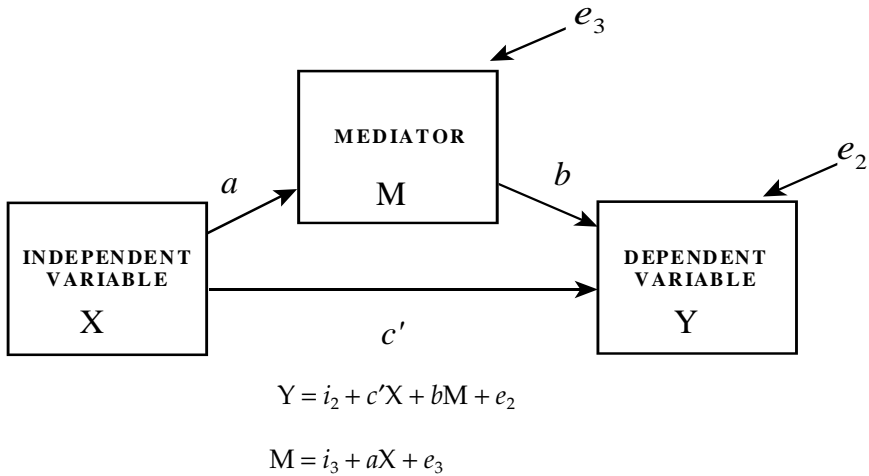 e₃
MEDIATOR
M
a
b
e₂
INDEPENDENT
VARIABLE
X
DEPENDENT
VARIABLE
Y
c′
Y = i₂ + c′X + bM + e₂
M = i₃ + aX + e₃